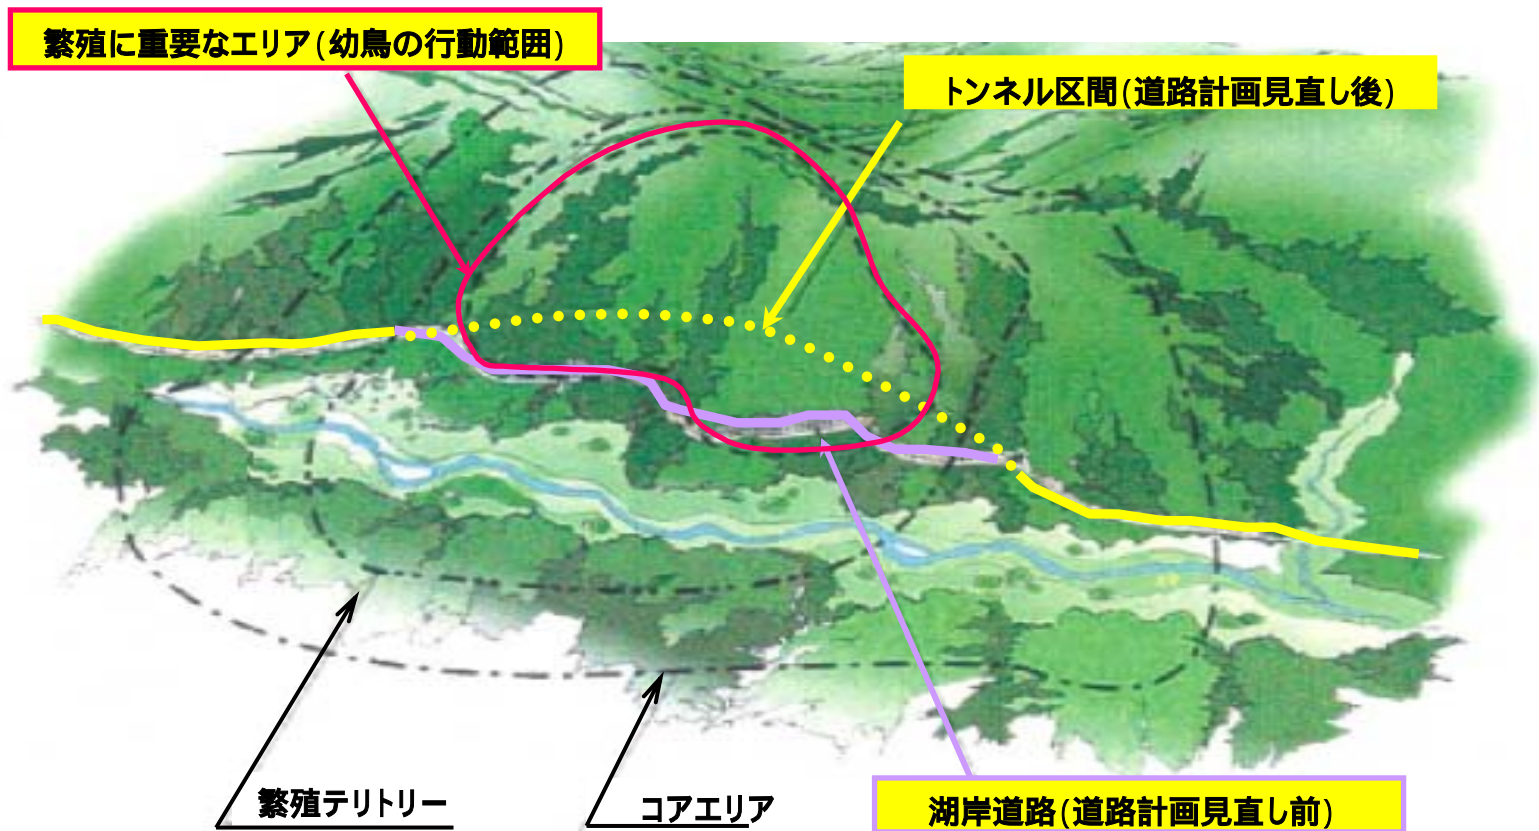 繁殖に重要なエリア(幼鳥の行動範囲)
トンネル区間(道路計画見直し後)
繁殖テリトリー
コアエリア
湖岸道路(道路計画見直し前)